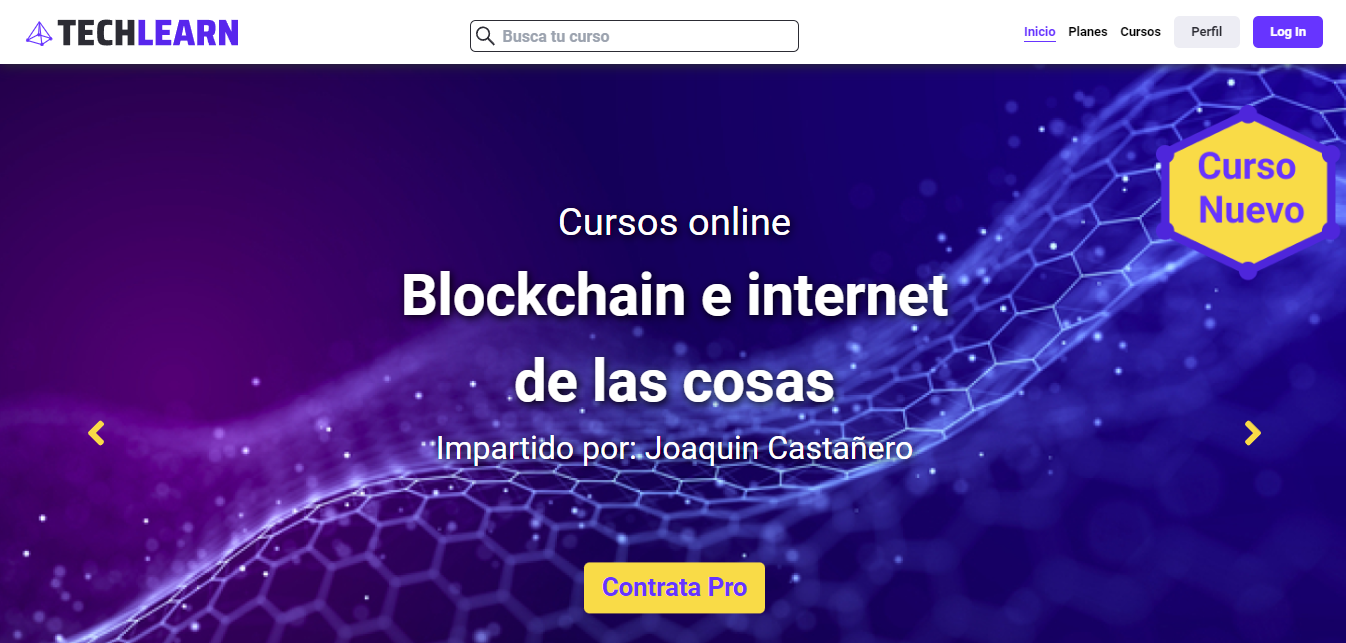 TECHLEARN
Busca tu curso
Inicio Planes Cursos Perfil Log In
Curso
Nuevo
Cursos online
Blockchain e internet
de las cosas
Impartido por: Joaquin Castañero
Contrata Pro